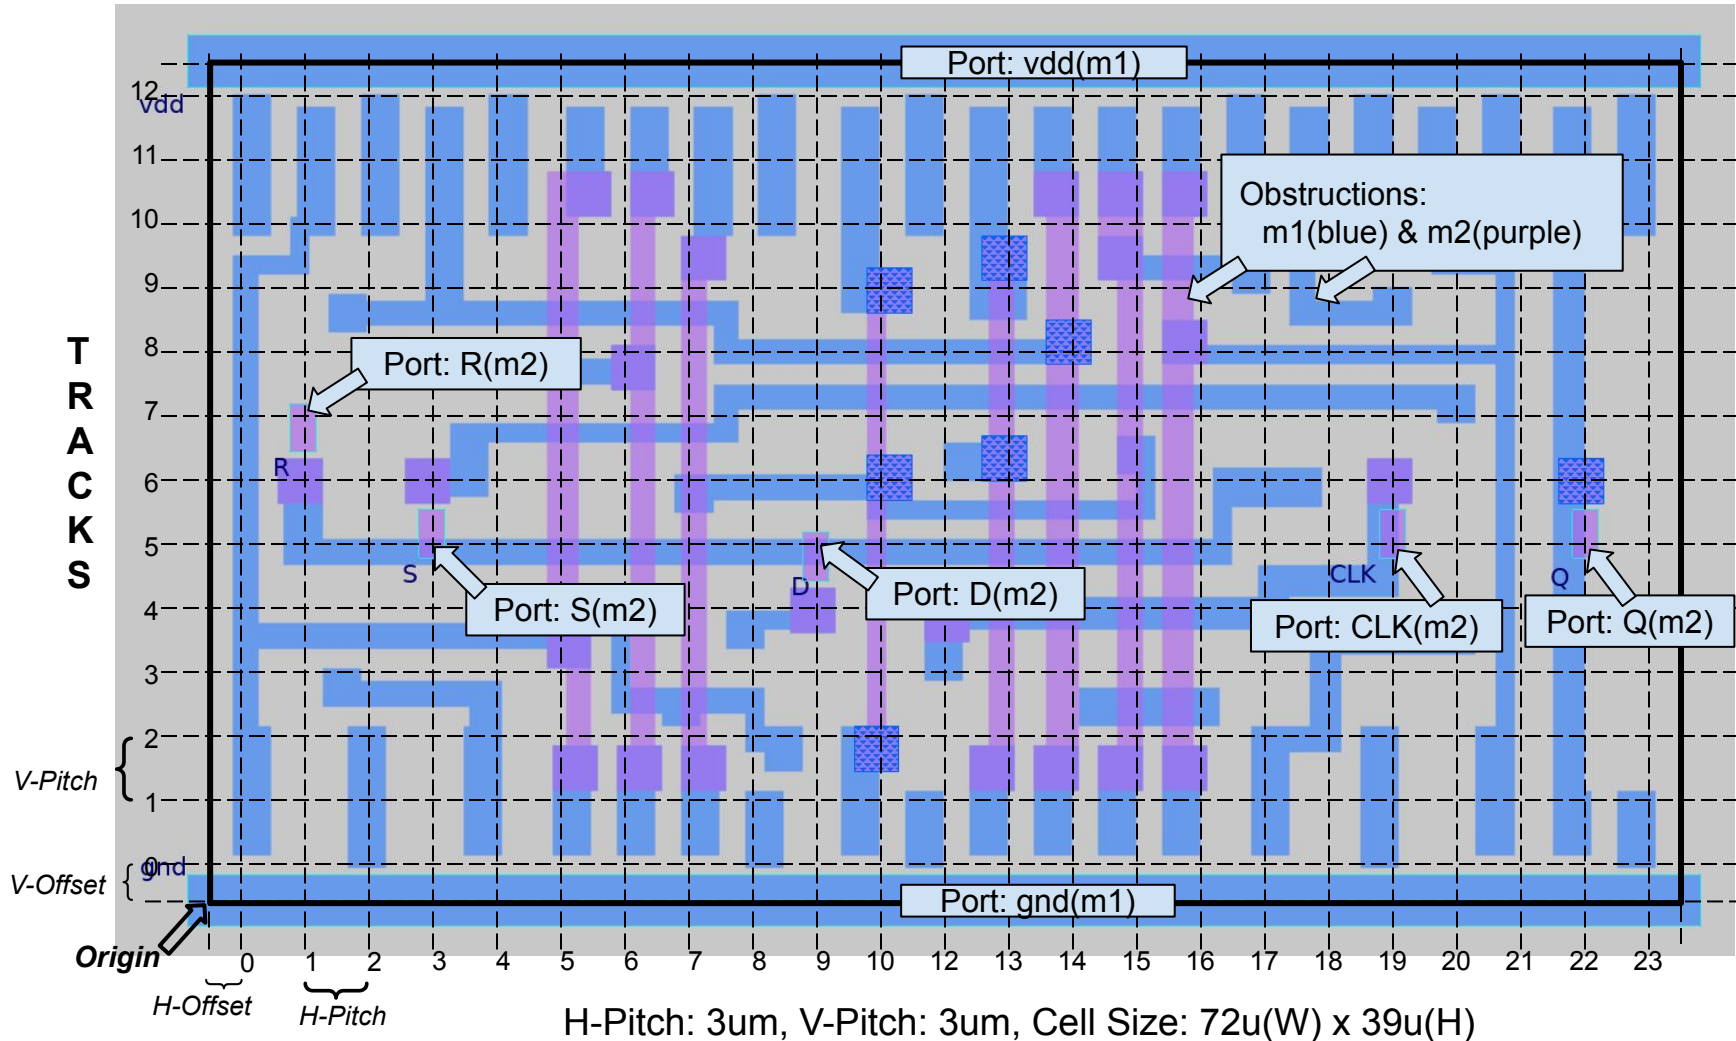 Port: vdd(m1)
12
vdd
11
Obstructions:
m1(blue) & m2(purple)
10
9
TRACKS
8
Port: R(m2)
7
R
6
5
S
D
CLK
Q
Port: S(m2)
Port: D(m2)
Port: CLK(m2)
Port: Q(m2)
4
3
2
V-Pitch
1
0
gnd
V-Offset
Port: gnd(m1)
Origin
0 1 2 3 4 5 6 7 8 9 10 12 13 14 15 16 17 18 19 20 21 22 23
H-Offset
H-Pitch
H-Pitch: 3um, V-Pitch: 3um, Cell Size: 72u(W) x 39u(H)